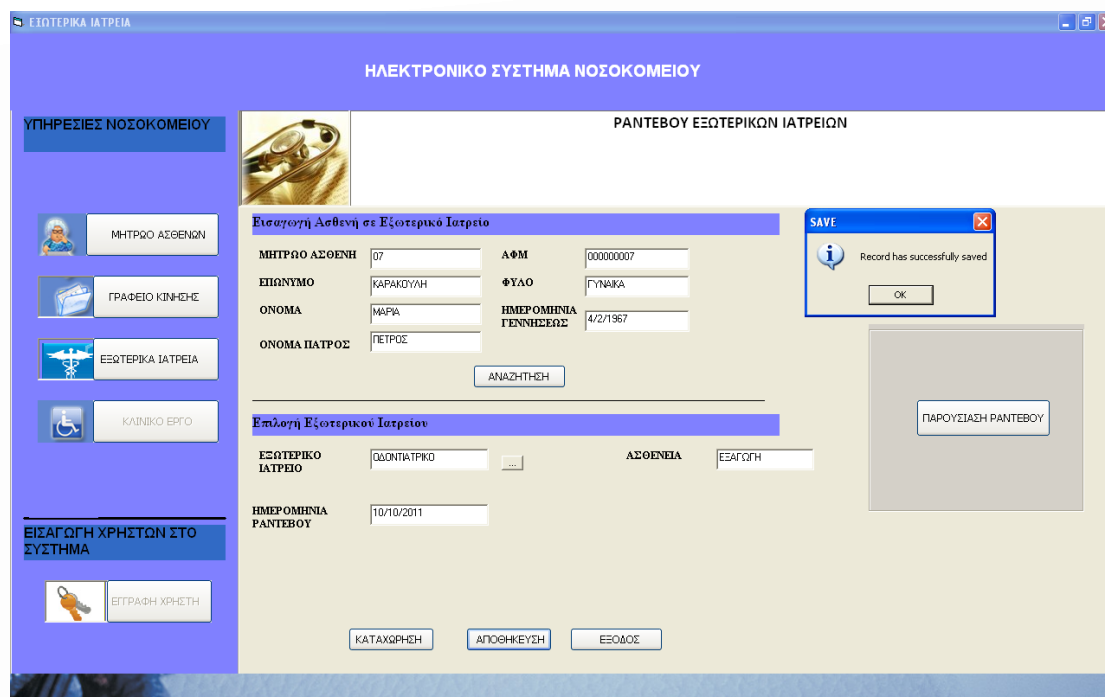 ΕΞΩΤΕΡΙΚΑ ΙΑΤΡΕΙΑ
ΗΛΕΚΤΡΟΝΙΚΟ ΣΥΣΤΗΜΑ ΝΟΣΟΚΟΜΕΙΟΥ
ΥΠΗΡΕΣΙΕΣ ΝΟΣΟΚΟΜΕΙΟΥ
ΜΗΤΡΩΟ ΑΣΘΕΝΩΝ
ΓΡΑΦΕΙΟ ΚΙΝΗΣΗΣ
ΕΞΩΤΕΡΙΚΑ ΙΑΤΡΕΙΑ
ΚΛΙΝΙΚΟ ΕΡΓΟ
ΕΙΣΑΓΩΓΗ ΧΡΗΣΤΩΝ ΣΤΟ
ΣΥΣΤΗΜΑ
ΕΓΓΡΑΦΗ ΧΡΗΣΤΗ
ΡΑΝΤΕΒΟΥ ΕΞΩΤΕΡΙΚΩΝ ΙΑΤΡΕΙΩΝ
Εισαγωγή Ασθενή σε Εξωτερικό Ιατρείο
ΜΗΤΡΩΟ ΑΣΘΕΝΗ 07 ΑΦΜ 000000007
ΕΠΩΝΥΜΟ ΚΑΡΑΚΟΥΛΗ ΦΥΛΟ ΓΥΝΑΙΚΑ
ΟΝΟΜΑ ΜΑΡΙΑ ΗΜΕΡΟΜΗΝΙΑ
ΓΕΝΝΗΣΕΩΣ 4/2/1967
ΟΝΟΜΑ ΠΑΤΡΟΣ ΠΕΤΡΟΣ
ΑΝΑΖΗΤΗΣΗ
Επιλογή Εξωτερικού Ιατρείου
ΕΞΩΤΕΡΙΚΟ
ΙΑΤΡΕΙΟ ΟΔΟΝΤΙΑΤΡΙΚΟ ... ΑΣΘΕΝΕΙΑ ΕΞΑΓΩΓΗ
ΗΜΕΡΟΜΗΝΙΑ
ΡΑΝΤΕΒΟΥ 10/10/2011
ΚΑΤΑΧΩΡΗΣΗ ΑΠΟΘΗΚΕΥΣΗ ΕΞΟΔΟΣ
SAVE
Record has successfully saved
OK
ΠΑΡΟΥΣΙΑΣΗ ΡΑΝΤΕΒΟΥ